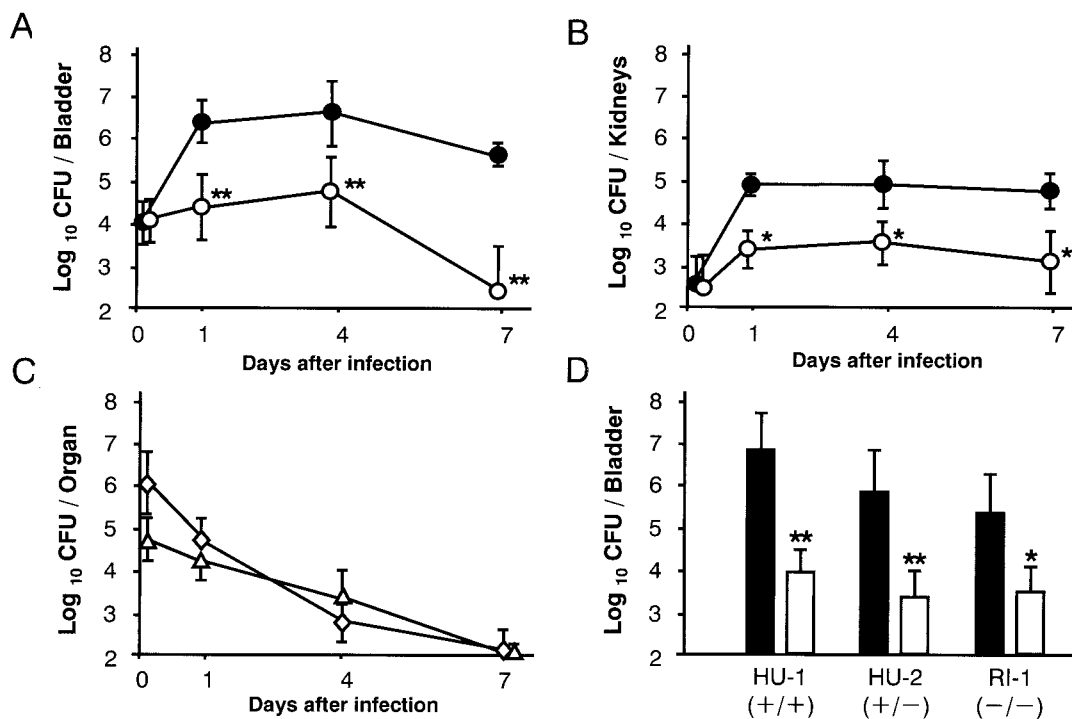 A
Log 10 CFU / Bladder
8
7
6
5
4
3
2
**
**
**
0 1 4 7
Days after infection
B
Log 10 CFU / Kidneys
8
7
6
5
4
3
2
*
*
*
0 1 4 7
Days after infection
C
Log 10 CFU / Organ
8
7
6
5
4
3
2
0 1 4 7
Days after infection
D
Log 10 CFU / Bladder
8
7
6
5
4
3
2
**
**
*
HU-1 HU-2 RI-1
(+/+) (+/−) (−/−)